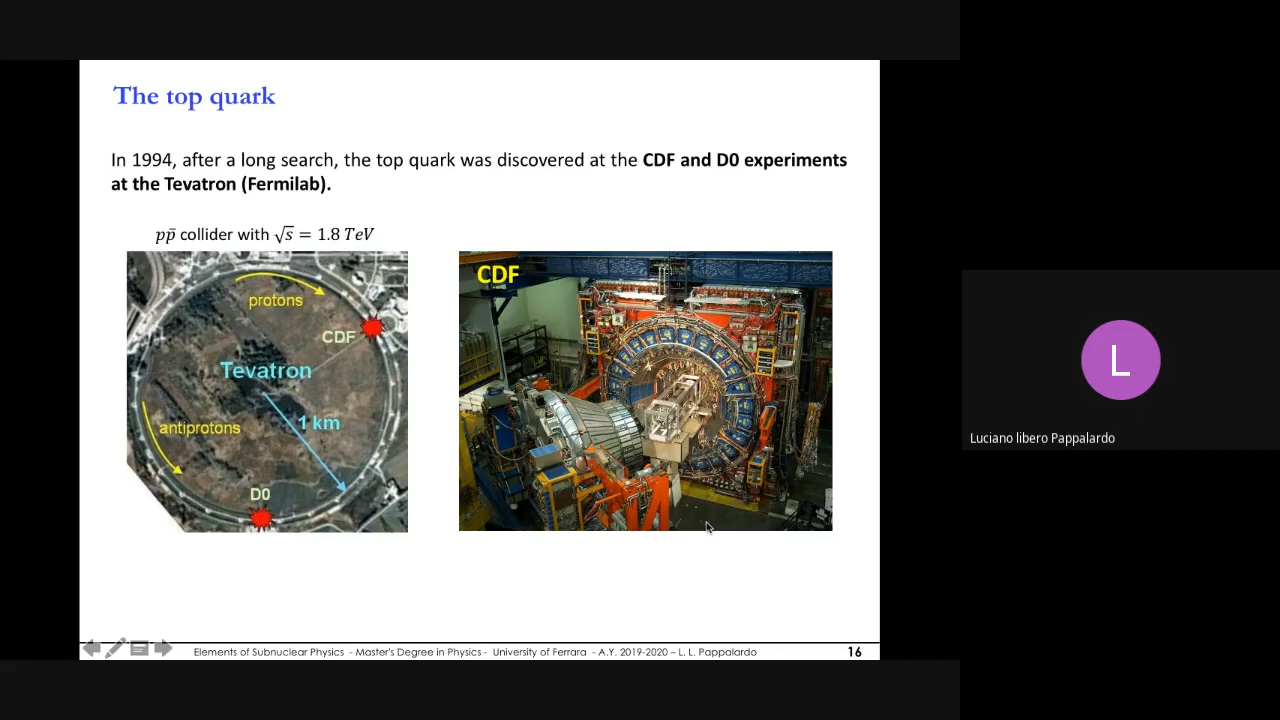 The top quark
In 1994, after a long search, the top quark was discovered at the CDF and D0 experiments
at the Tevatron (Fermilab).
pp̄ collider with √s = 1.8 TeV
protons
CDF
Tevatron
1 km
antiprotons
D0
CDF
L
Luciano libero Pappalardo
Elements of Subnuclear Physics - Master's Degree in Physics - University of Ferrara - A.Y. 2019-2020 – L. L. Pappalardo
16